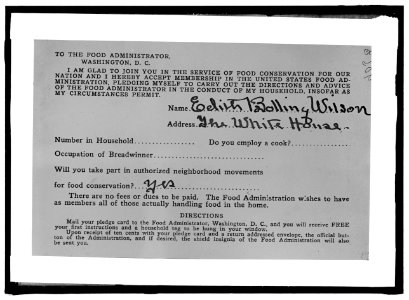 TO THE FOOD ADMINISTRATOR,
WASHINGTON, D. C.
I AM GLAD TO JOIN YOU IN THE SERVICE OF FOOD CONSERVATION FOR OUR
NATION AND I HEREBY ACCEPT MEMBERSHIP IN THE UNITED STATES FOOD AD-
MINISTRATION, PLEDGING MYSELF TO CARRY OUT THE DIRECTIONS AND ADVICE
OF THE FOOD ADMINISTRATOR IN THE CONDUCT OF MY HOUSEHOLD, INSOFAR AS
MY CIRCUMSTANCES PERMIT.
Name Edith Bolling Wilson
Address The White House.
Number in Household.................. Do you employ a cook?..................
Occupation of Breadwinner..................
Will you take part in authorized neighborhood movements
for food conservation?.. yes ..................
There are no fees or dues to be paid. The Food Administration wishes to have
as members all of those actually handling food in the home.
DIRECTIONS
Mail your pledge card to the Food Administrator, Washington, D. C., and you will receive FREE
your first instructions and a household tag to be hung in your window.
Upon receipt of ten cents with your pledge card and a return addressed envelope, the official but-
ton of the Administration, and if desired, the shield insignia of the Food Administration will also
be sent you.